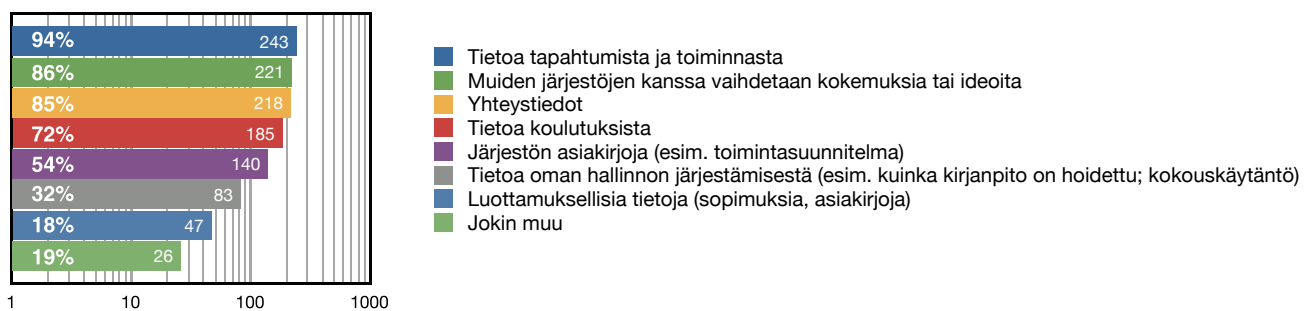 94% 243
86% 221
85% 218
72% 185
54% 140
32% 83
18% 47
19% 26
1 10 100 1000
Tietoa tapahtumista ja toiminnasta
Muiden järjestöjen kanssa vaihdetaan kokemuksia tai ideoita
Yhteystiedot
Tietoa koulutuksista
Järjestön asiakirjoja (esim. toimintasuunnitelma)
Tietoa oman hallinnon järjestämisestä (esim. kuinka kirjanpito on hoidettu; kokouskäytäntö)
Luottamuksellisia tietoja (sopimuksia, asiakirjoja)
Jokin muu